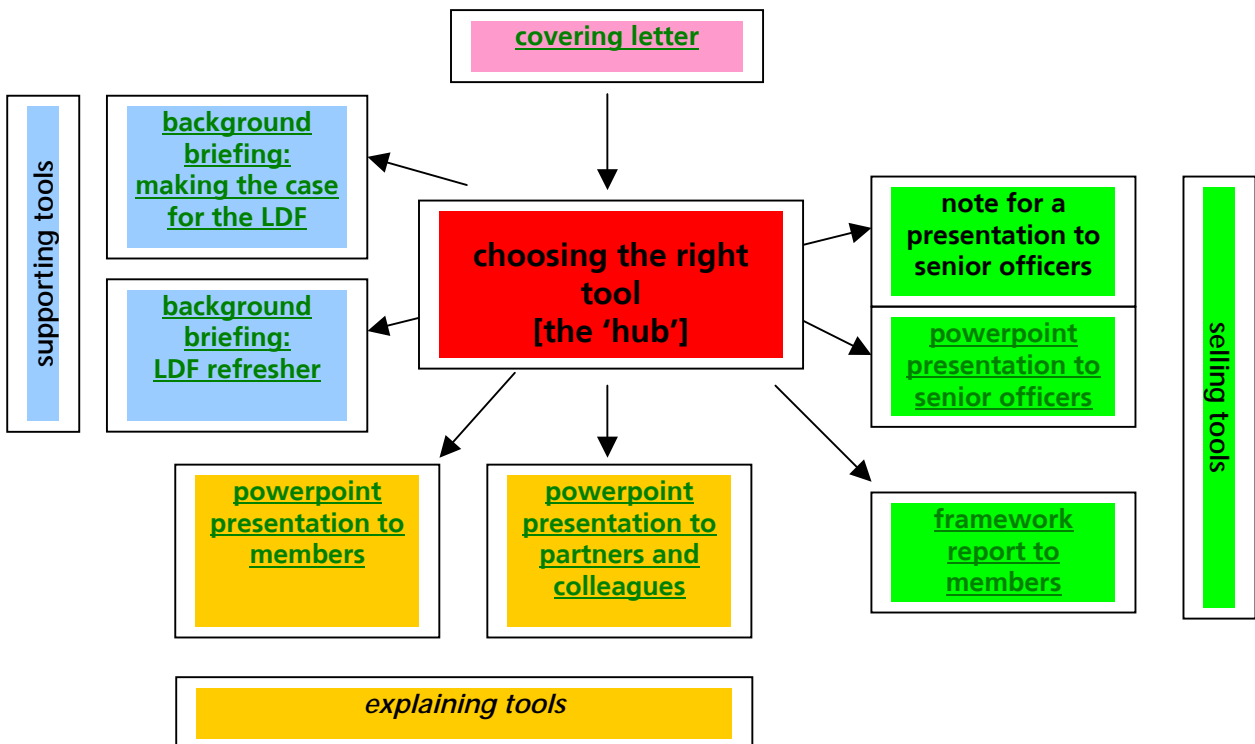 covering letter
supporting tools
background
briefing:
making the case
for the LDF
background
briefing:
LDF refresher
choosing the right
tool
[the ‘hub’]
note for a
presentation to
senior officers
powerpoint
presentation to
senior officers
selling tools
powerpoint
presentation to
members
powerpoint
presentation to
partners and
colleagues
framework
report to
members
explaining tools